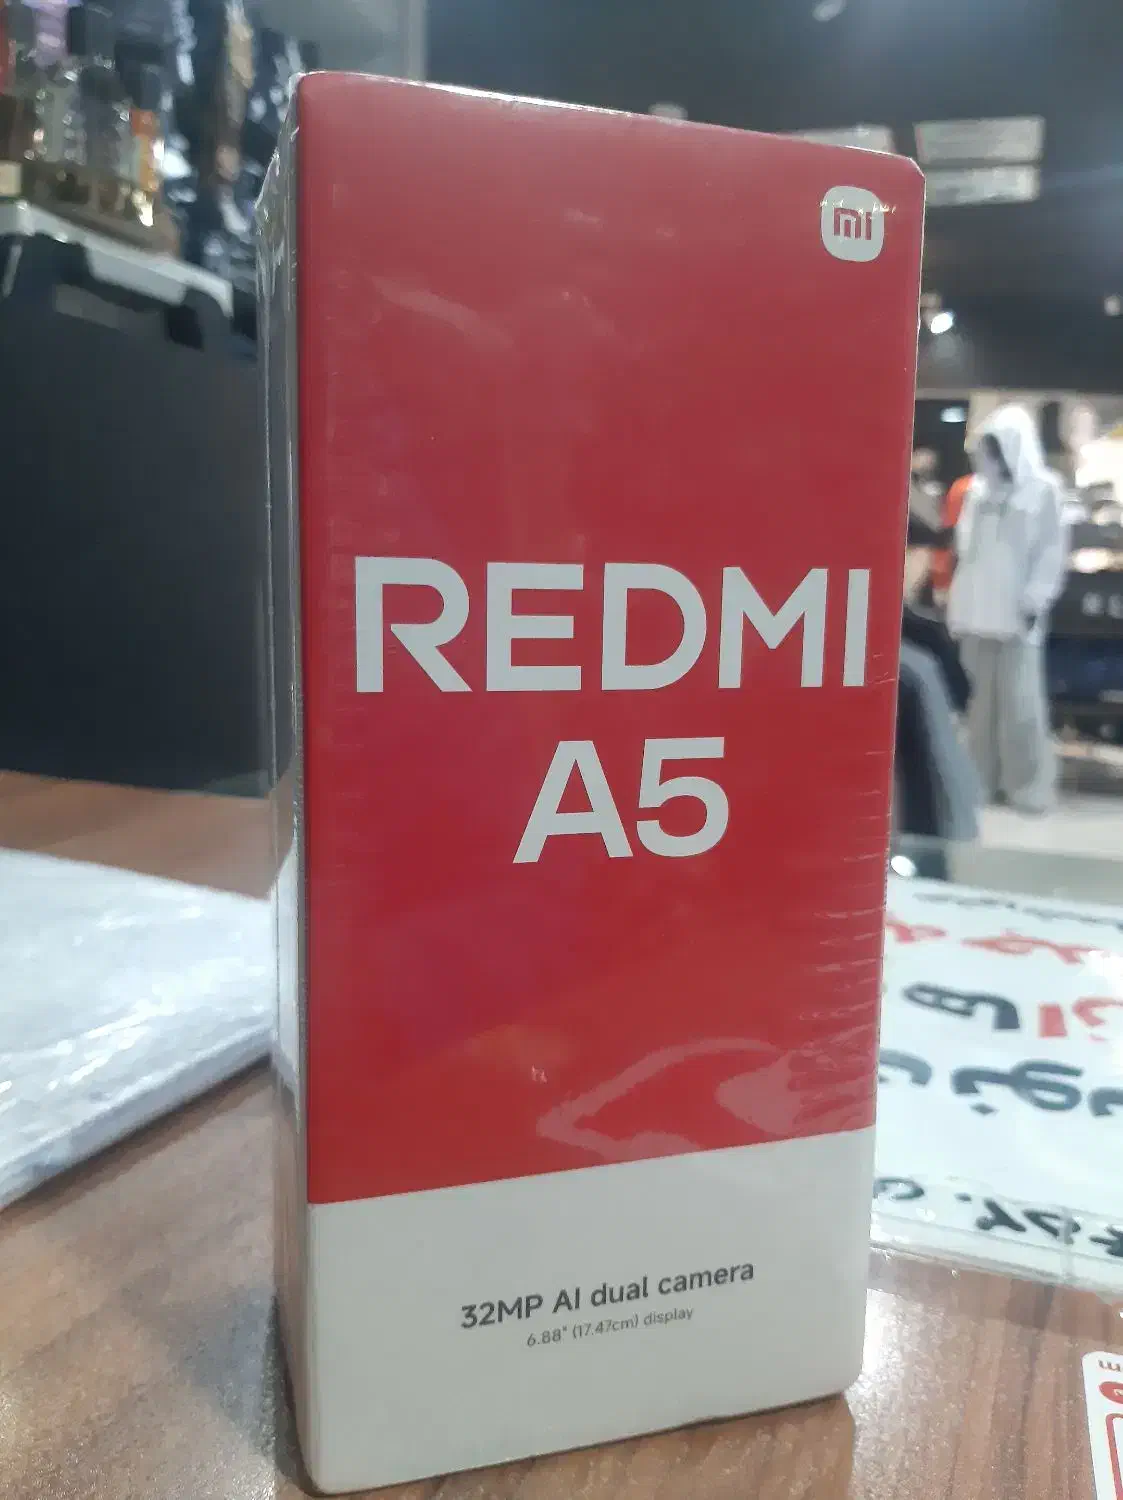 mi
REDMI
A5
32MP AI dual camera
6.88" (17.47cm) display